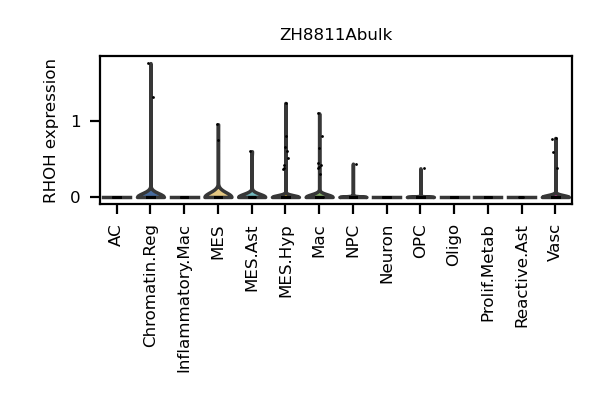 ZH8811Abulk
RHOH expression
1
0
AC
Chromatin.Reg
Inflammatory.Mac
MES
MES.Ast
MES.Hyp
Mac
NPC
Neuron
OPC
Oligo
Prolif.Metab
Reactive.Ast
Vasc